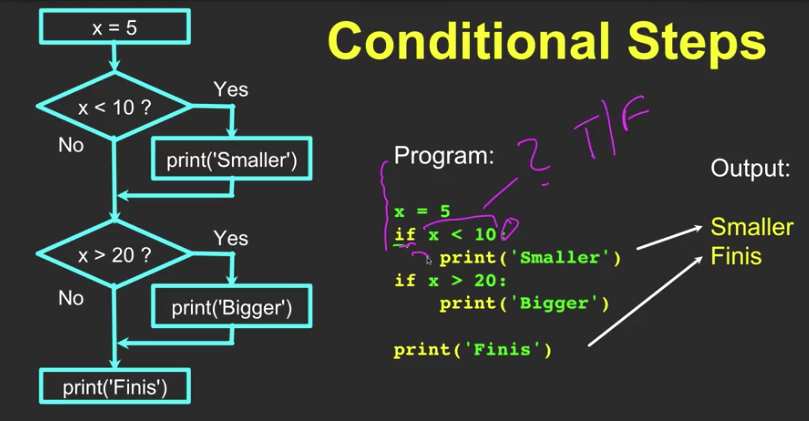 Conditional Steps
x = 5
x < 10 ?
Yes
No
print('Smaller')
x > 20 ?
Yes
No
print('Bigger')
print('Finis')
? T/F
Program:
x = 5
if x < 10:
print('Smaller')
if x > 20:
print('Bigger')
print('Finis')
Output:
Smaller
Finis